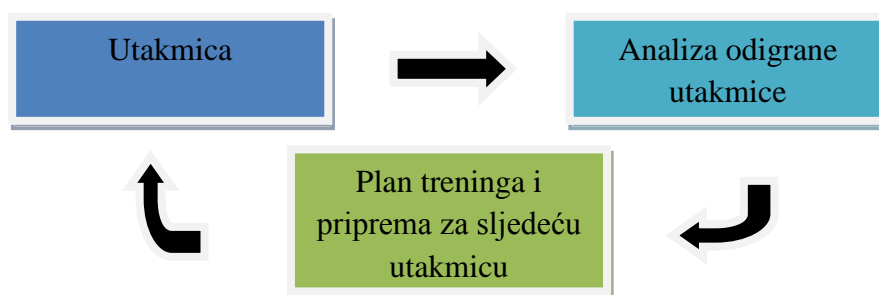 Utakmica
Analiza odigrane
utakmice
Plan treninga i
priprema za sljedeću
utakmicu